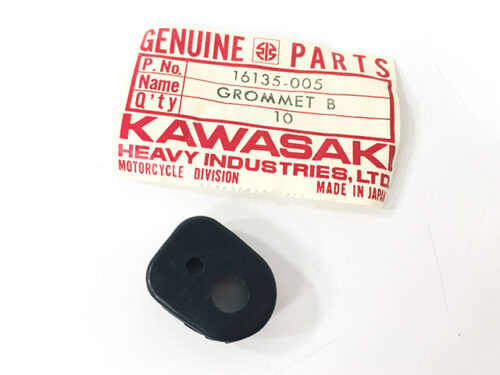 GENUINE PARTS
P. No. 16135-005
Name GROMMET B
Q'ty 10
KAWASAKI
HEAVY INDUSTRIES, LTD.
MOTORCYCLE DIVISION MADE IN JAPAN